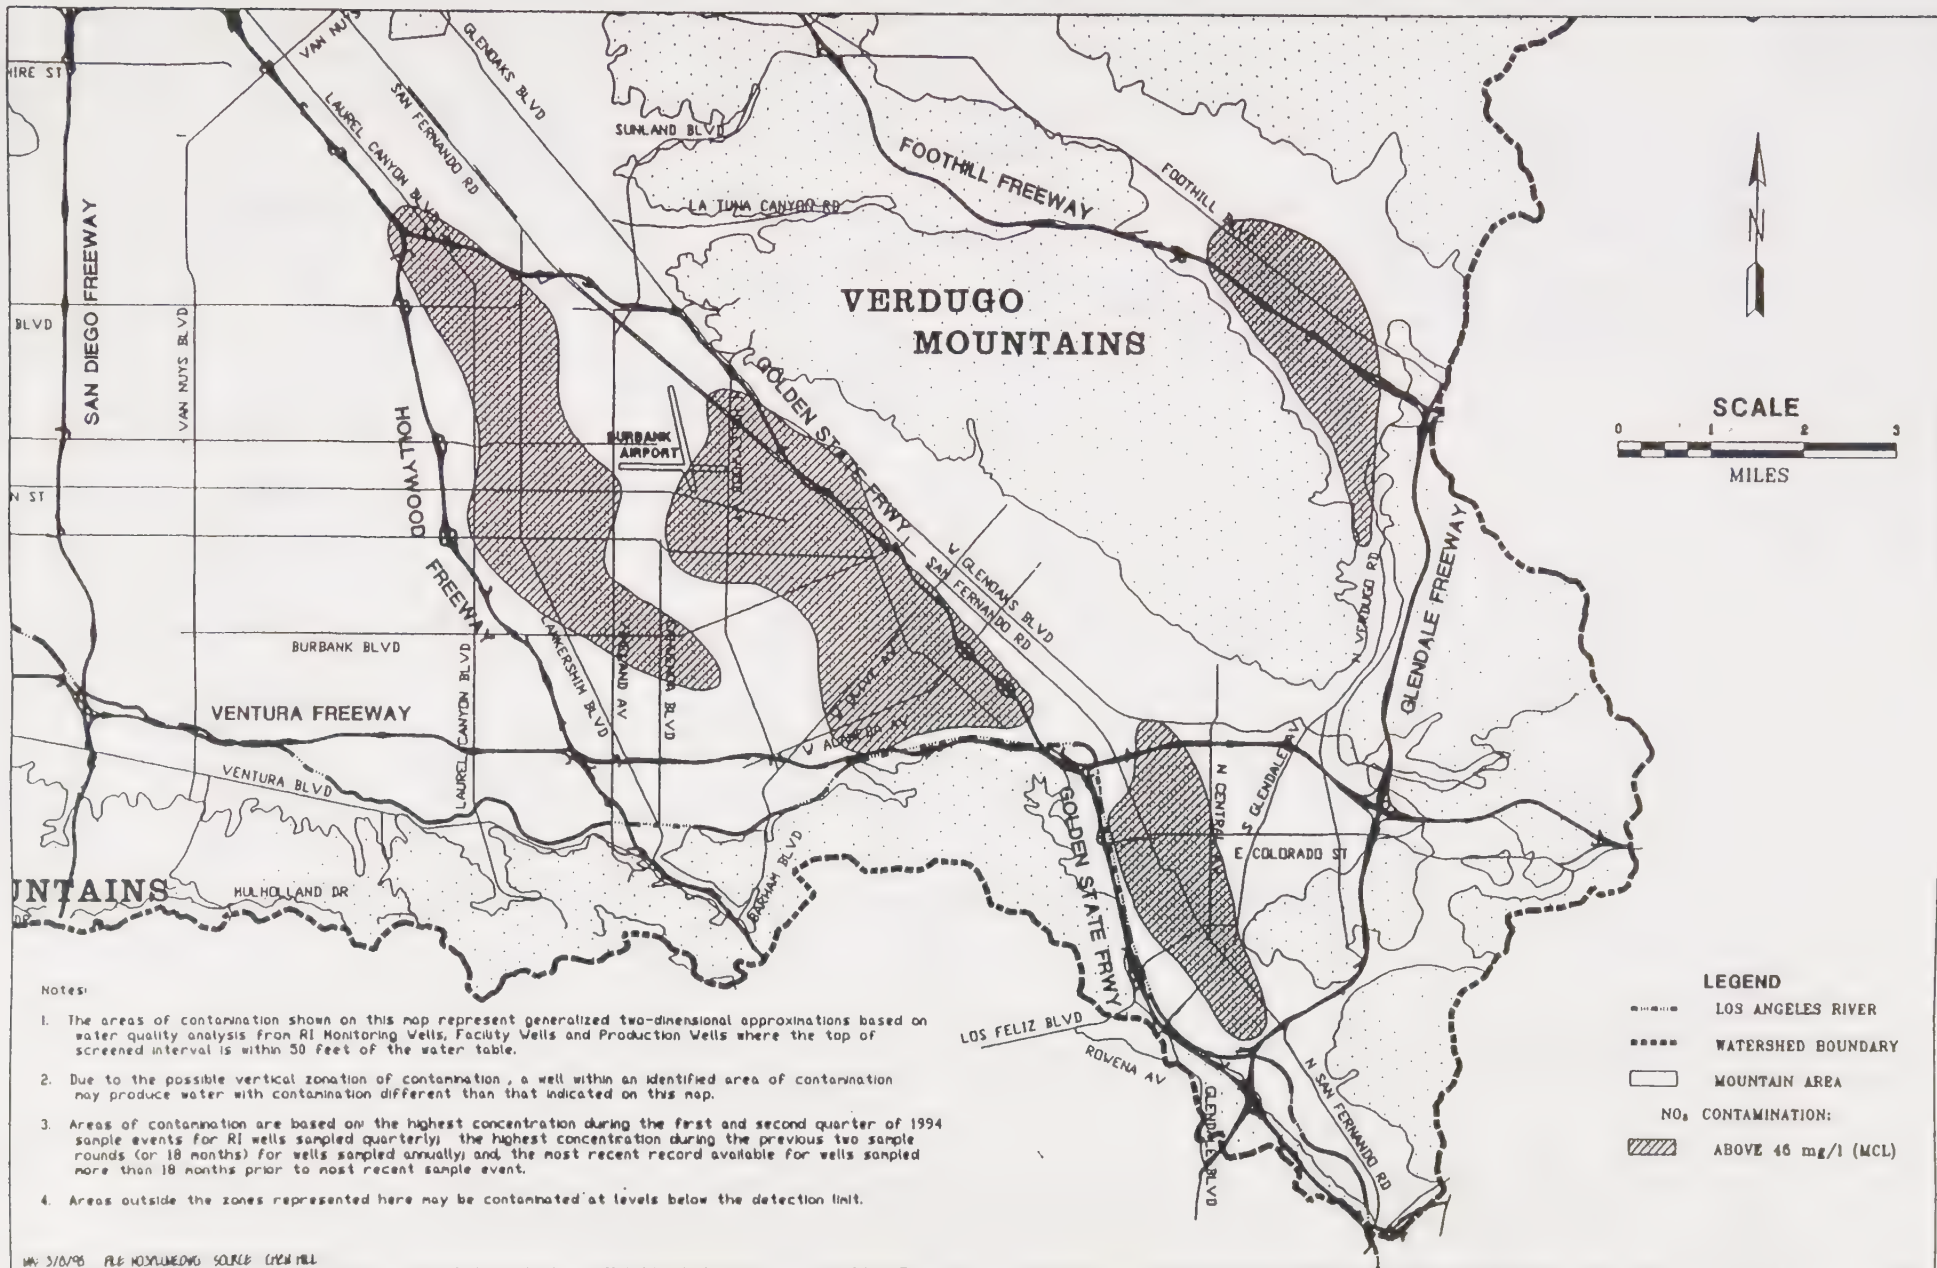 HIRE ST
VAN NUYS
GLENOAKS BLVD
LAUREL CANYON BLVD
SAN FERNANDO RD
SUNLAND BLVD
FOOTHILL FREEWAY
FOOTHILL
LA TUNA CANYON RD
SAN DIEGO FREEWAY
BLVD
VAN NUYS BLVD
VERDUGO
MOUNTAINS
N
SCALE
0 1 2 3
MILES
GOLDEN STATE FRWY
HOLLYWOOD
FREEWAY
BURBANK
AIRPORT
N ST
W GLENOAKS BLVD
SAN FERNANDO RD
N VERDUGO RD
GLENDALE FREEWAY
BURBANK BLVD
VENTURA FREEWAY
LAUREL CANYON BLVD
LANKERSHIM BLVD
BLVD
W OLIVE AV
W ALAMEDA AV
VENTURA BLVD
N CENTRAL
S GLENDALE AV
E COLORADO ST
GOLDEN STATE FRWY
UNTAINS
DR
MULHOLLAND DR
BARHAM BLVD
LOS FELIZ BLVD
ROWENA AV
GLENDALE BLVD
N SAN FERNANDO RD
Notes:
1. The areas of contamination shown on this map represent generalized two-dimensional approximations based on
water quality analysis from RI Monitoring Wells, Facility Wells and Production Wells where the top of
screened interval is within 50 feet of the water table.
2. Due to the possible vertical zonation of contamination , a well within an identified area of contamination
may produce water with contamination different than that indicated on this map.
3. Areas of contamination are based on: the highest concentration during the first and second quarter of 1994
sample events for RI wells sampled quarterly; the highest concentration during the previous two sample
rounds (or 18 months) for wells sampled annually; and, the most recent record available for wells sampled
more than 18 months prior to most recent sample event.
4. Areas outside the zones represented here may be contaminated at levels below the detection limit.
LEGEND
LOS ANGELES RIVER
WATERSHED BOUNDARY
MOUNTAIN AREA
NO₃ CONTAMINATION:
ABOVE 45 mg/l (MCL)
SOURCE